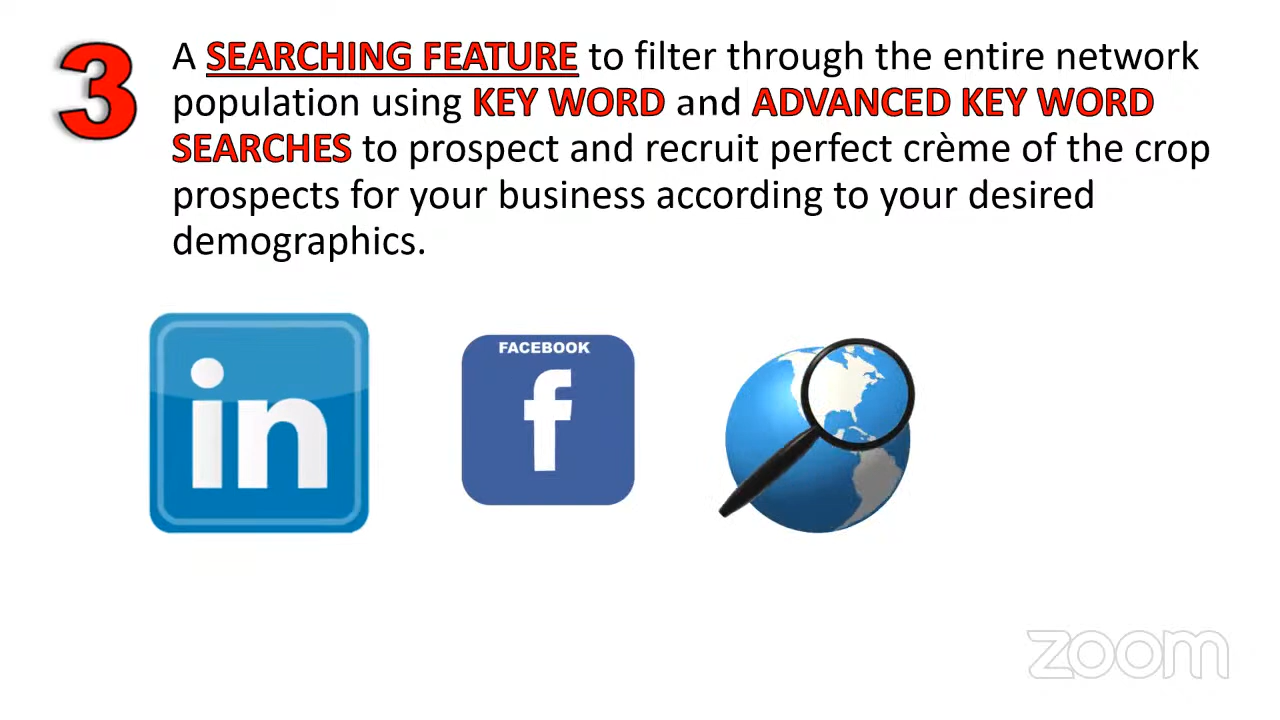 3
A SEARCHING FEATURE to filter through the entire network
population using KEY WORD and ADVANCED KEY WORD
SEARCHES to prospect and recruit perfect crème of the crop
prospects for your business according to your desired
demographics.
in
FACEBOOK
f
zoom